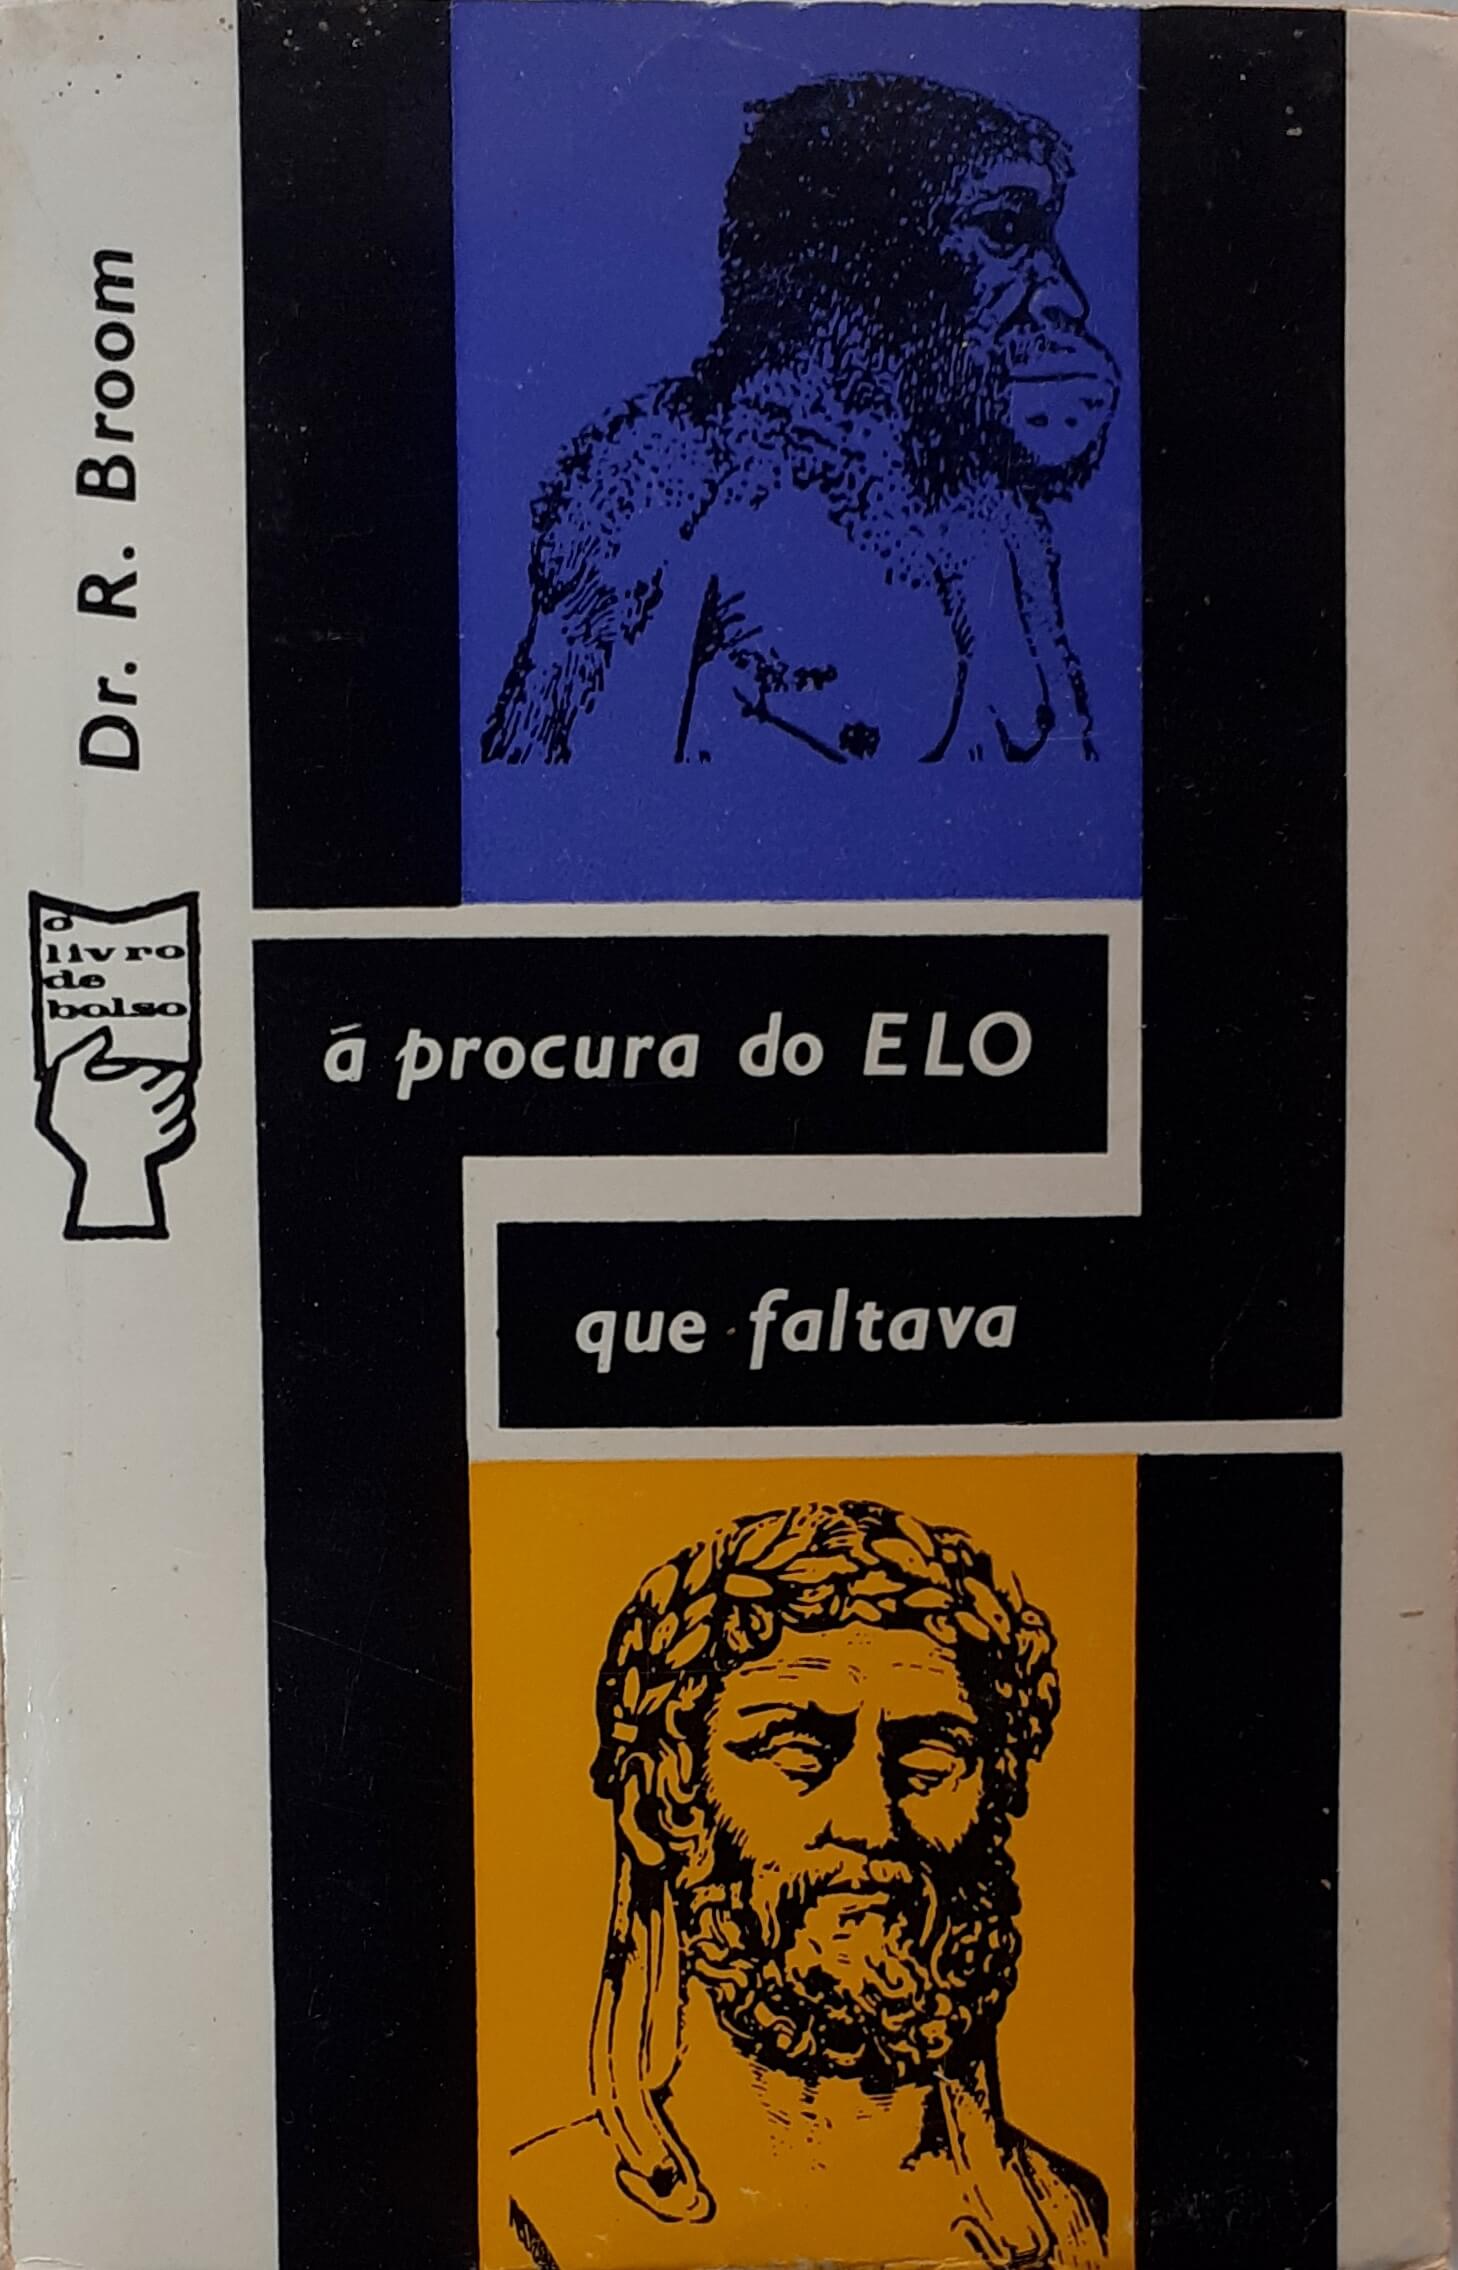 Dr. R. Broom
o
livro
de
bolso
á procura do ELO
que faltava